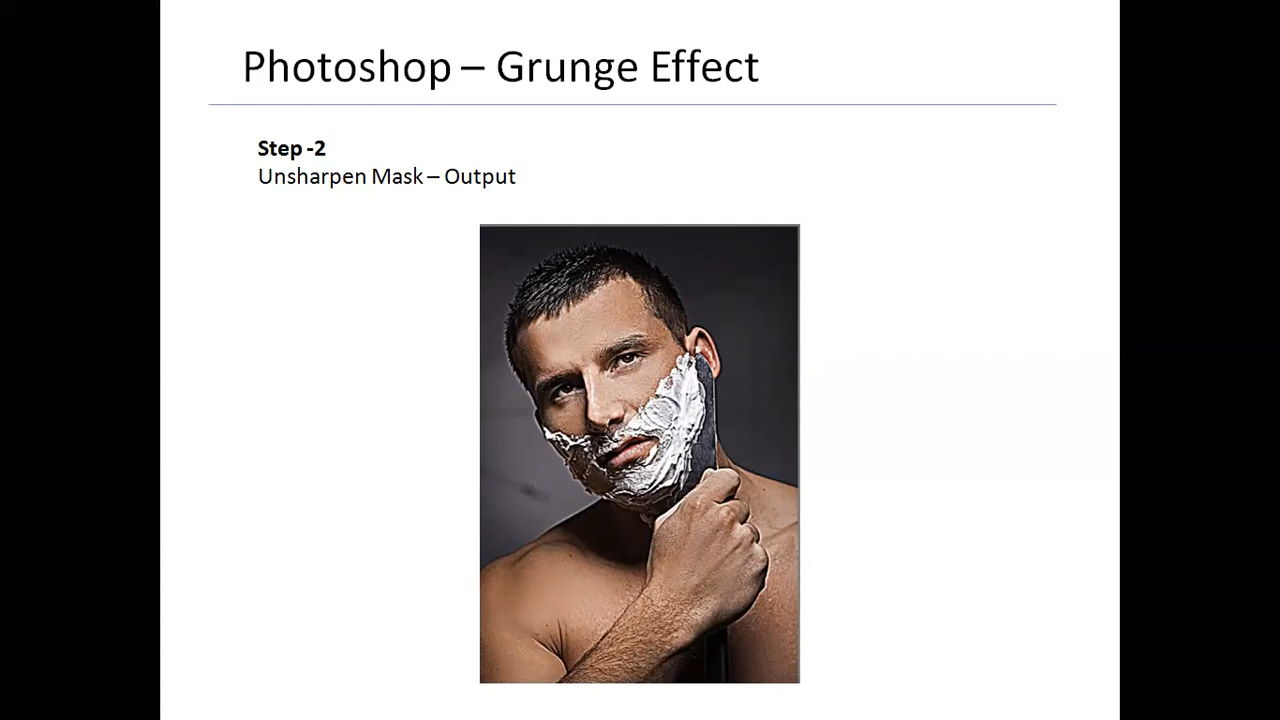 Photoshop – Grunge Effect
Step -2
Unsharpen Mask – Output